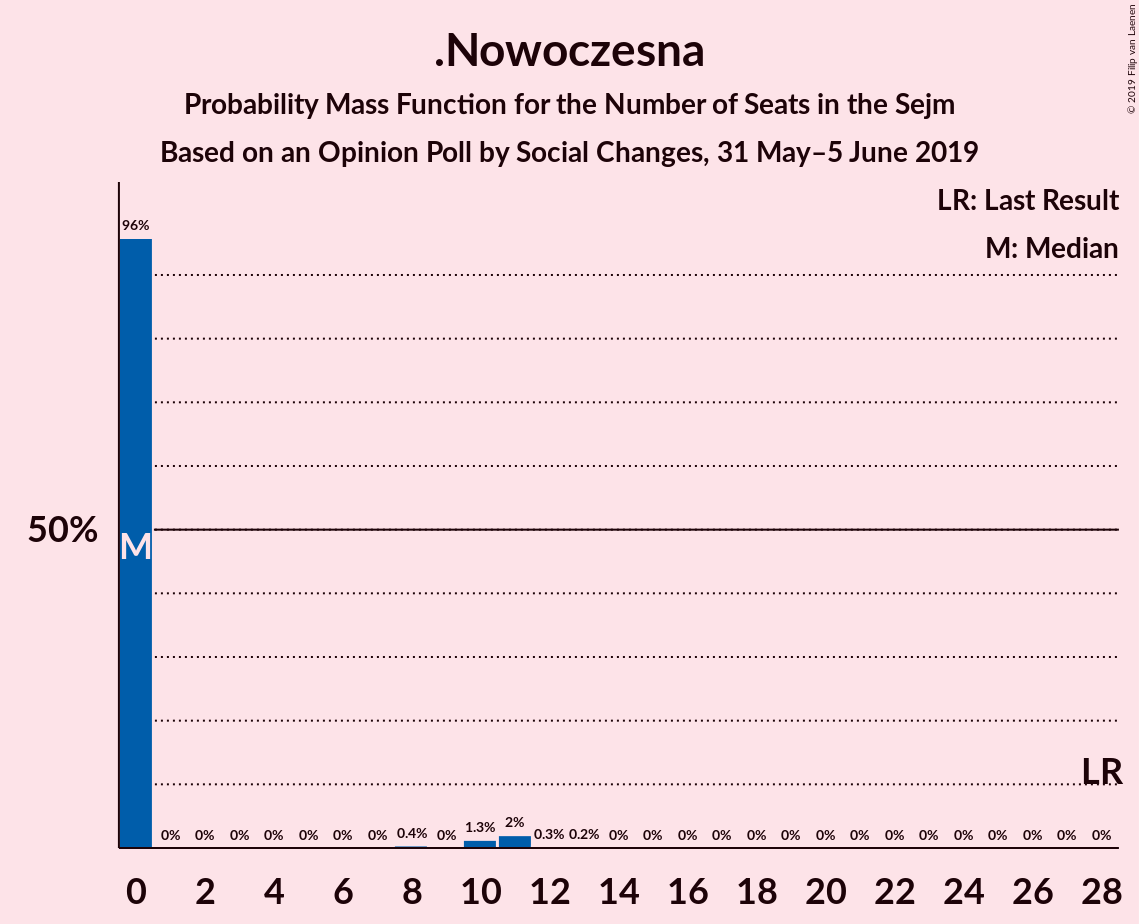 .Nowoczesna
Probability Mass Function for the Number of Seats in the Sejm
Based on an Opinion Poll by Social Changes, 31 May–5 June 2019
© 2019 Filip van Laenen
LR: Last Result
M: Median
96%
50%
M
LR
0% 0% 0% 0% 0% 0% 0% 0.4% 0% 1.3% 2% 0.3% 0.2% 0% 0% 0% 0% 0% 0% 0% 0% 0% 0% 0% 0% 0% 0% 0%
0 2 4 6 8 10 12 14 16 18 20 22 24 26 28